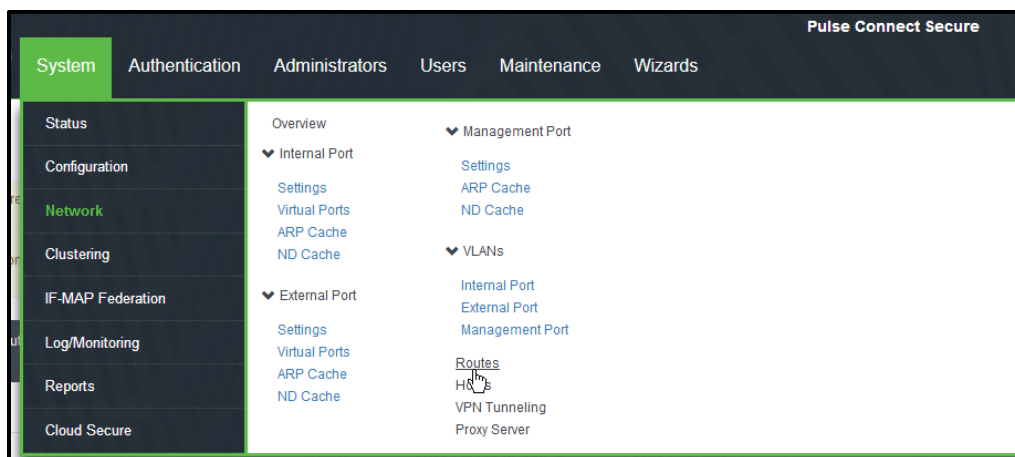 Pulse Connect Secure
System Authentication Administrators Users Maintenance Wizards
Status
Configuration
Network
Clustering
IF-MAP Federation
Log/Monitoring
Reports
Cloud Secure
Overview
Internal Port
Settings
Virtual Ports
ARP Cache
ND Cache
External Port
Settings
Virtual Ports
ARP Cache
ND Cache
Management Port
Settings
ARP Cache
ND Cache
VLANs
Internal Port
External Port
Management Port
Routes
VPN Tunneling
Proxy Server